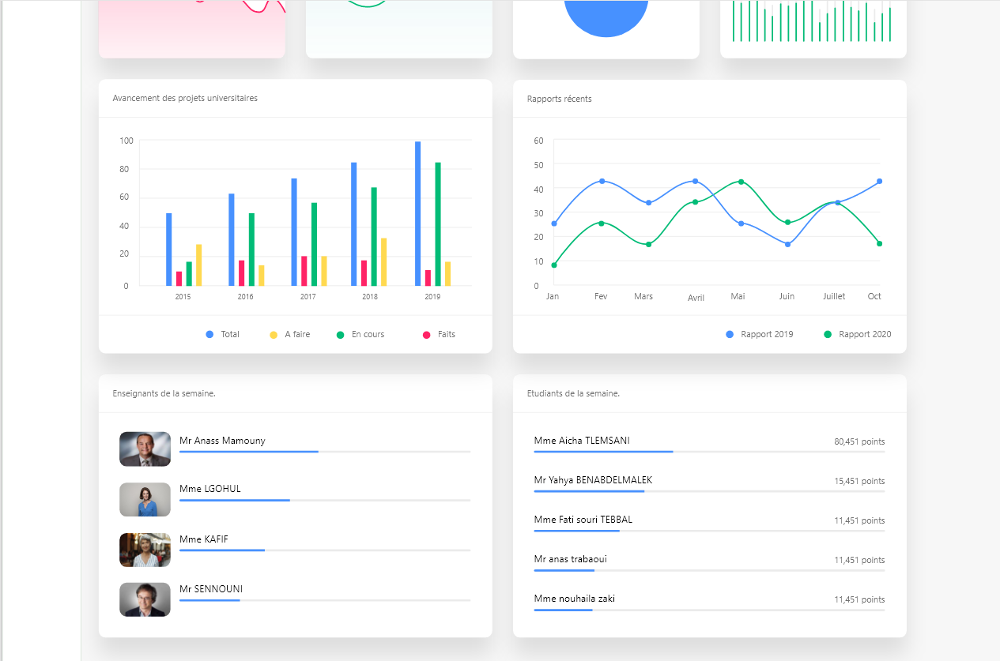 Avancement des projets universitaires
100
80
60
40
20
0
2015 2016 2017 2018 2019
Total A faire En cours Faits
Rapports récents
60
50
40
30
20
10
0
Jan Fev Mars Avril Mai Juin Juillet Oct
Rapport 2019 Rapport 2020
Enseignants de la semaine.
Mr Anass Mamouny
Mme LGOHUL
Mme KAFIF
Mr SENNOUNI
Etudiants de la semaine.
Mme Aicha TLEMSANI 80,451 points
Mr Yahya BENABDELMALEK 15,451 points
Mme Fati souri TEBBAL 11,451 points
Mr anas trabaoui 11,451 points
Mme nouhaila zaki 11,451 points